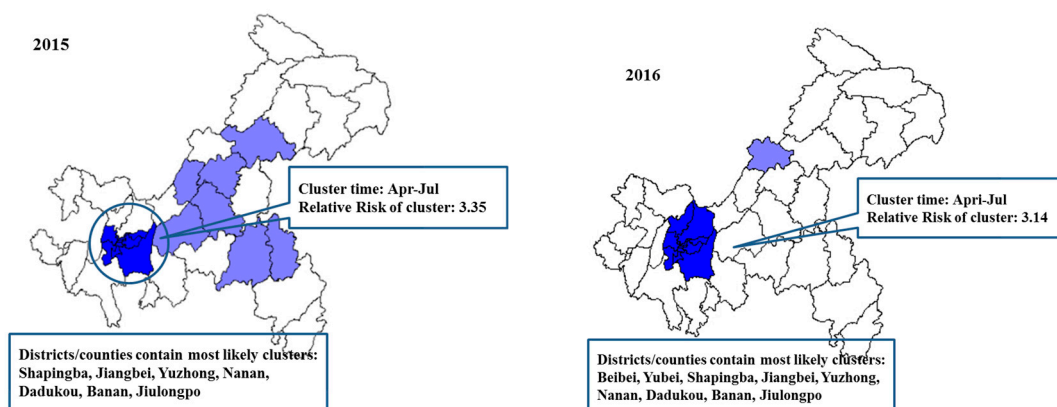 2015
Cluster time: Apr-Jul
Relative Risk of cluster: 3.35
Districts/counties contain most likely clusters:
Shapingba, Jiangbei, Yuzhong, Nanan,
Dadukou, Banan, Jiulongpo
2016
Cluster time: Apri-Jul
Relative Risk of cluster: 3.14
Districts/counties contain most likely clusters:
Beibei, Yubei, Shapingba, Jiangbei, Yuzhong,
Nanan, Dadukou, Banan, Jiulongpo